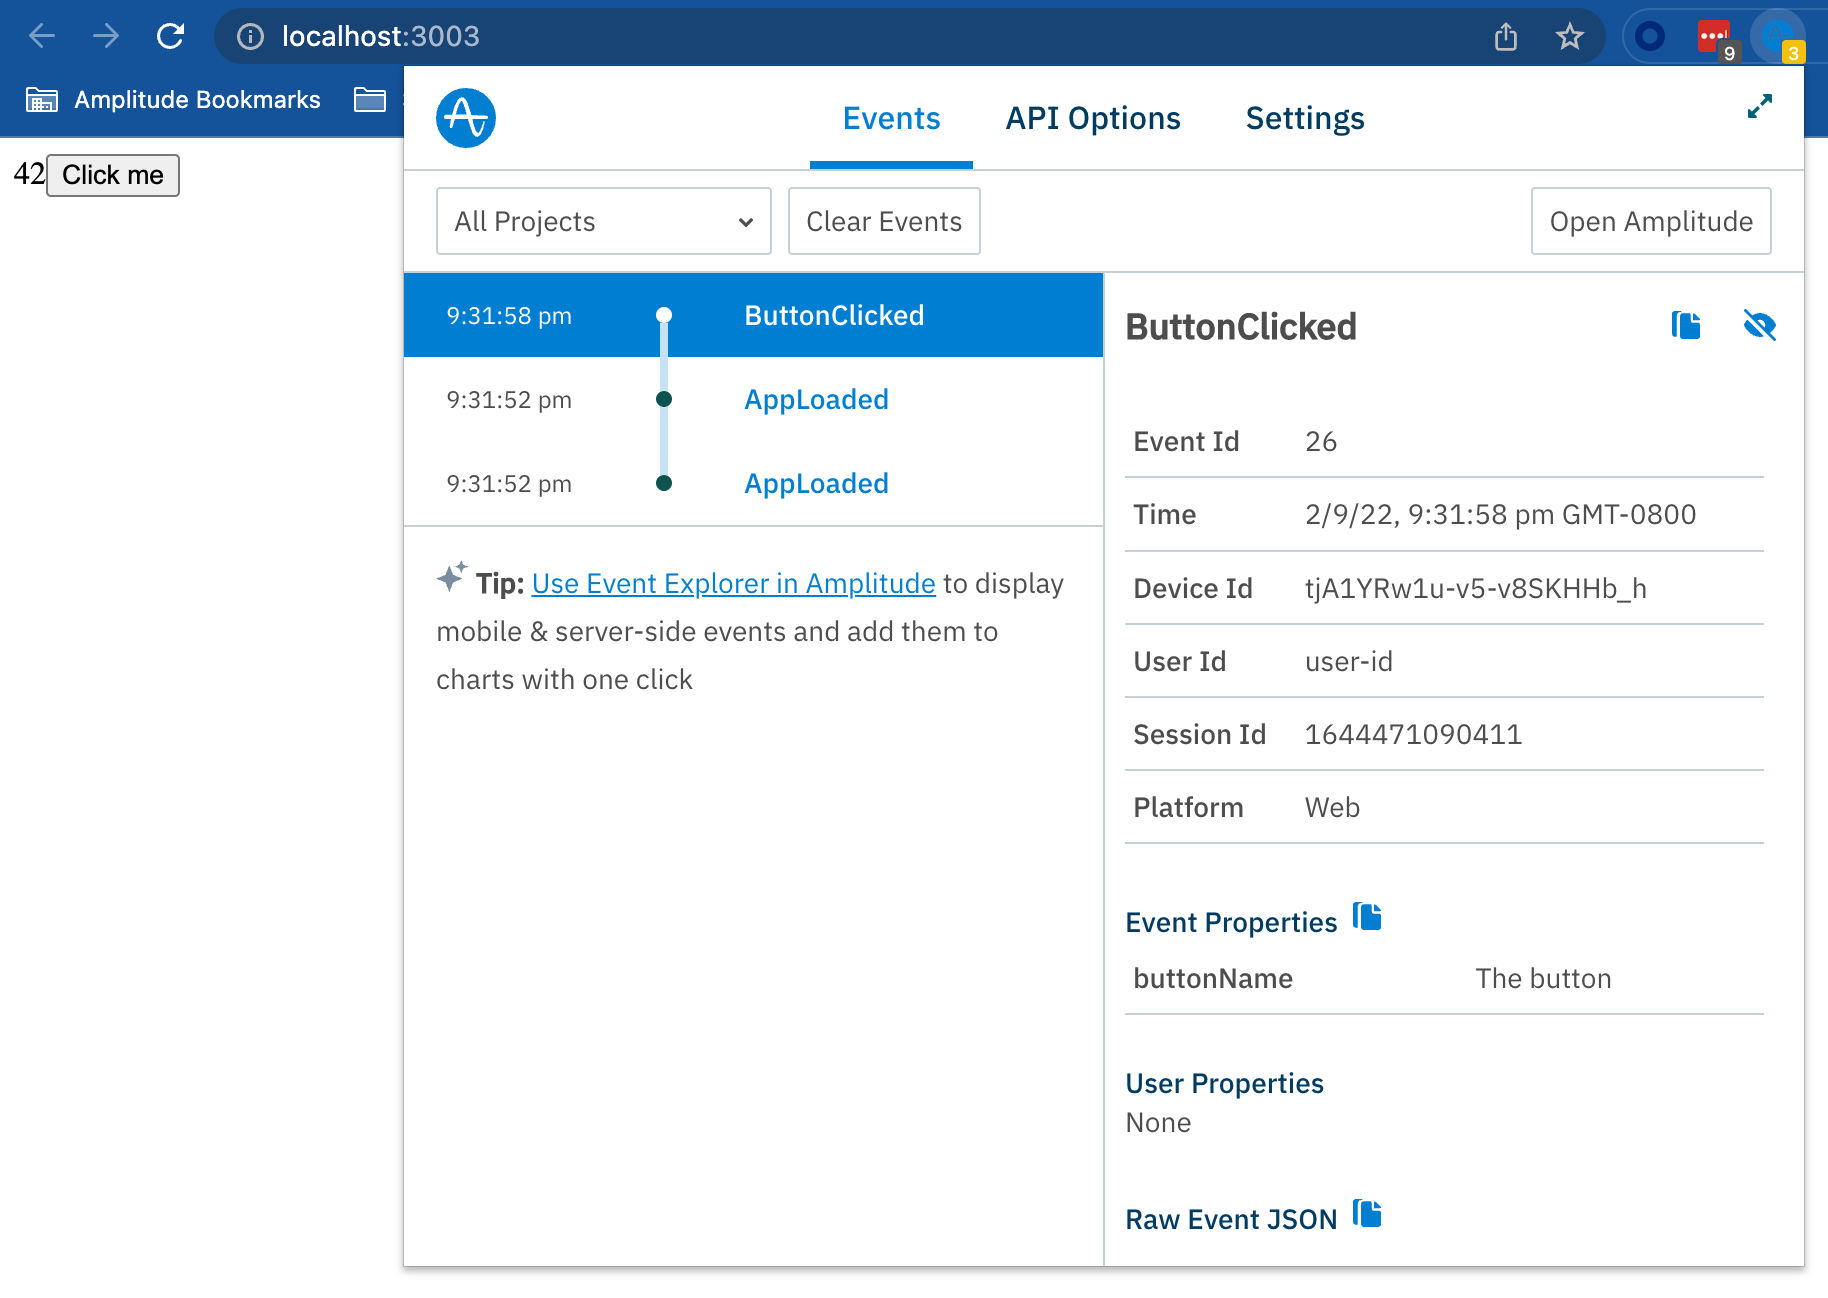 localhost:3003
9
3
Amplitude Bookmarks
42 Click me
Events API Options Settings
All Projects Clear Events Open Amplitude
9:31:58 pm ButtonClicked
9:31:52 pm AppLoaded
9:31:52 pm AppLoaded
Tip: Use Event Explorer in Amplitude to display
mobile & server-side events and add them to
charts with one click
ButtonClicked
Event Id 26
Time 2/9/22, 9:31:58 pm GMT-0800
Device Id tjA1YRw1u-v5-v8SKHHb_h
User Id user-id
Session Id 1644471090411
Platform Web
Event Properties
buttonName The button
User Properties
None
Raw Event JSON